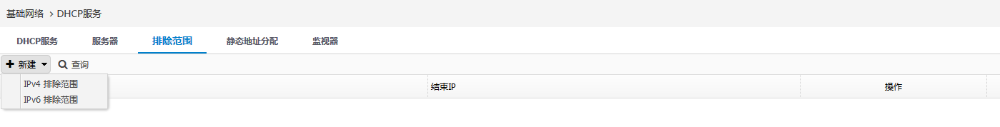 基础网络 > DHCP服务
DHCP服务 服务器 排除范围 静态地址分配 监视器
新建 查询
IPv4 排除范围
结束IP 操作
IPv6 排除范围